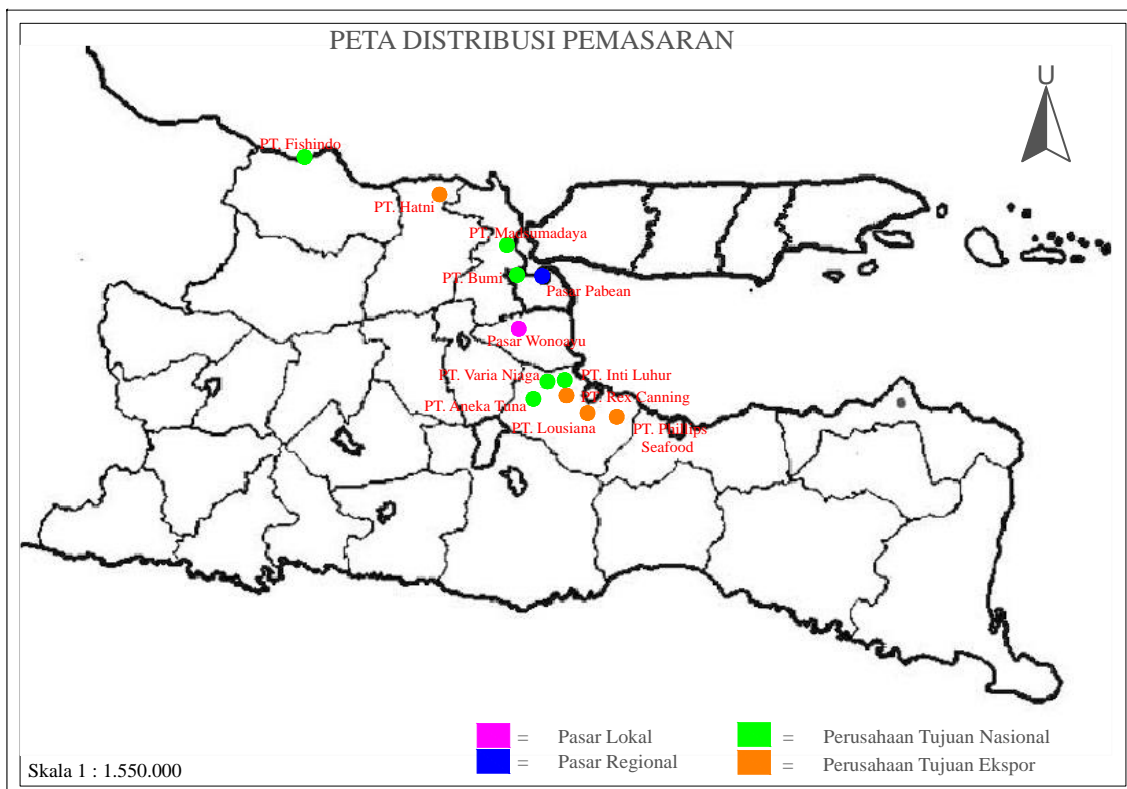 PETA DISTRIBUSI PEMASARAN
U
PT. Fishindo
PT. Hatni
PT. Madsumadaya
PT. Bumi
Pasar Pabean
Pasar Wonoayu
PT. Varia Niaga
PT. Inti Luhur
PT. Rex Canning
PT. Aneka Tuna
PT. Lousiana
PT. Phillips
Seafood
= Pasar Lokal
= Perusahaan Tujuan Nasional
= Pasar Regional
= Perusahaan Tujuan Ekspor
Skala 1 : 1.550.000